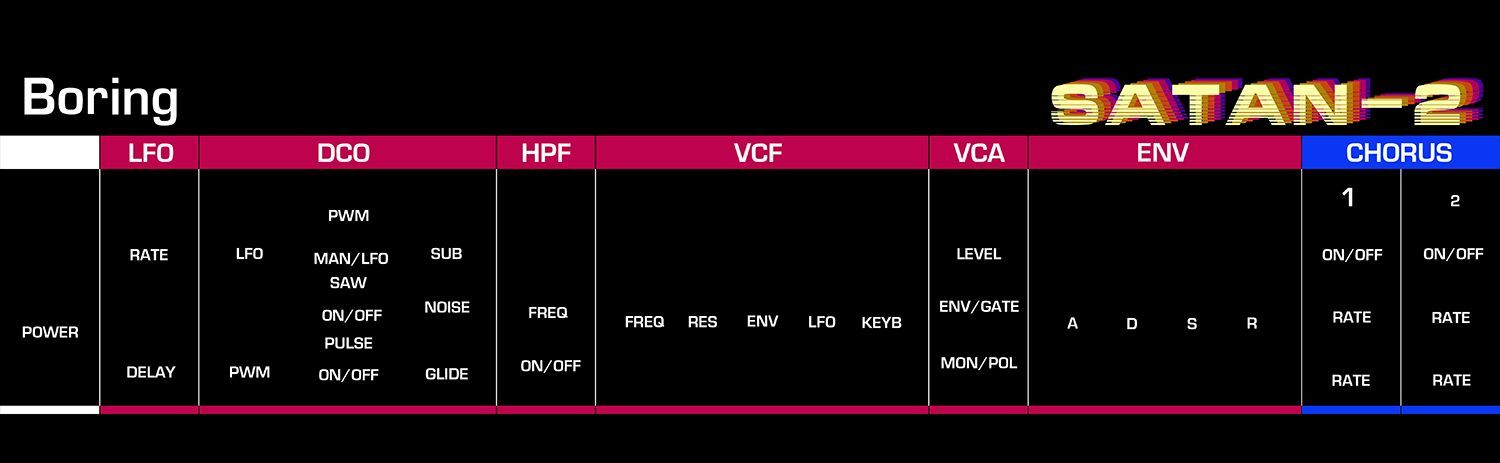 Boring
SATAN-2
LFO DCO HPF VCF VCA ENV CHORUS
POWER
RATE
DELAY
LFO
PWM
PWM
MAN/LFO
SAW
ON/OFF
PULSE
ON/OFF
SUB
NOISE
GLIDE
FREQ
ON/OFF
FREQ RES ENV LFO KEYB
LEVEL
ENV/GATE
MON/POL
A D S R
1
ON/OFF
RATE
RATE
2
ON/OFF
RATE
RATE